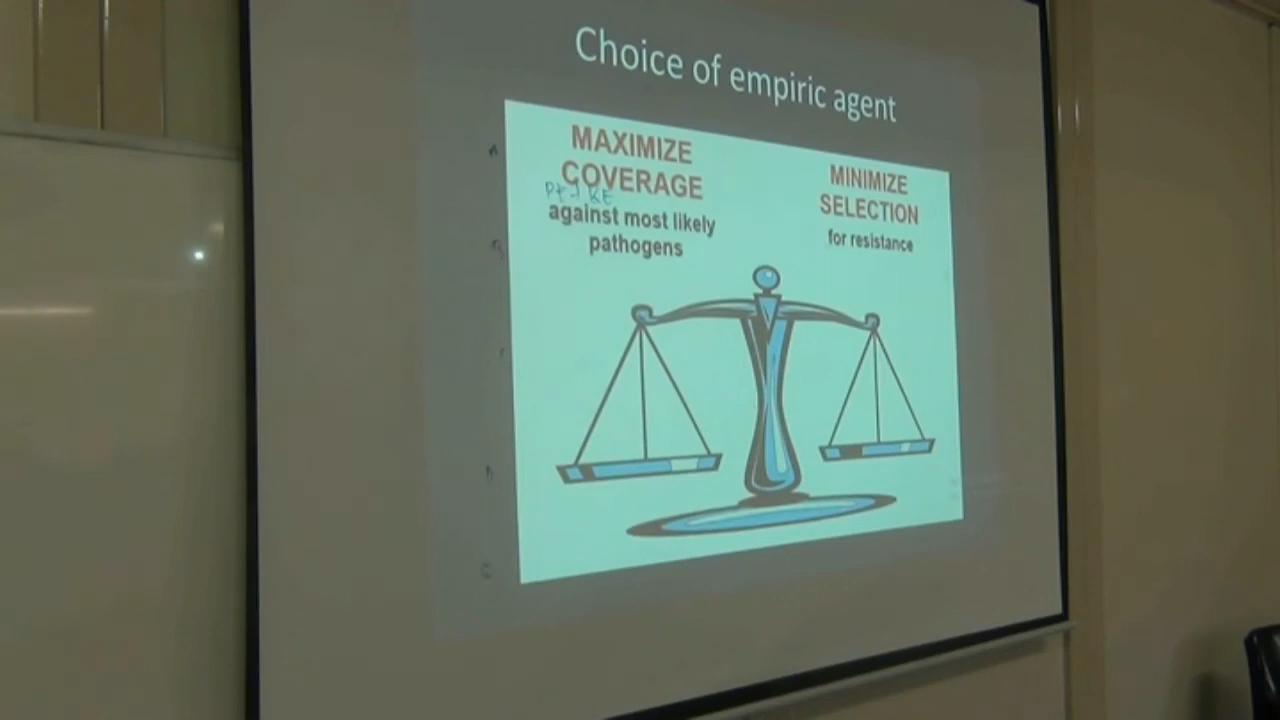 Choice of empiric agent
MAXIMIZE
COVERAGE
against most likely
pathogens
MINIMIZE
SELECTION
for resistance